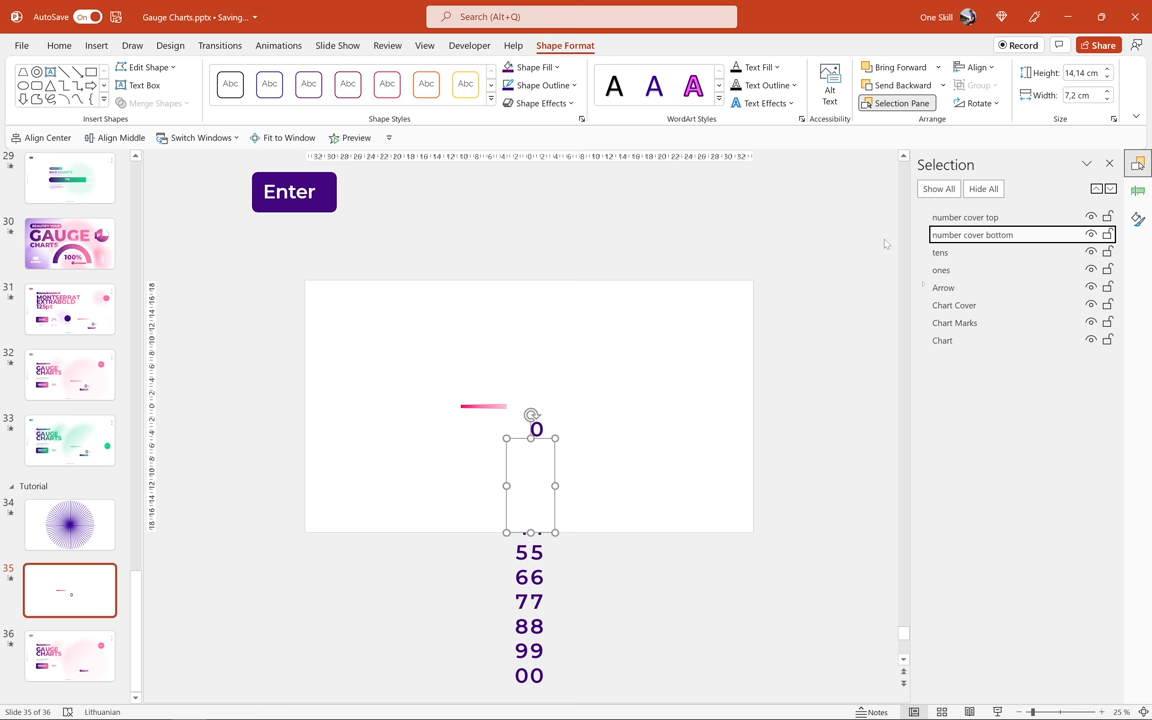 AutoSave On Gauge Charts.pptx • Saving... Search (Alt+Q) One Skill
File Home Insert Draw Design Transitions Animations Slide Show Review View Developer Help Shape Format Record Share
Edit Shape
Text Box
Merge Shapes
Insert Shapes
Abc Abc Abc Abc Abc Abc Abc
Shape Fill
Shape Outline
Shape Effects
Shape Styles
A A A
Text Fill
Text Outline
Text Effects
WordArt Styles
Alt
Text
Accessibility
Bring Forward
Send Backward
Selection Pane
Align
Group
Rotate
Arrange
Height: 14,14 cm
Width: 7,2 cm
Size
Align Center Align Middle Switch Windows Fit to Window Preview
29
30
GAUGE
CHARTS
100%
31
MONTSERRAT
EXTRABOLD
125pt
32
GAUGE
CHARTS
33
GAUGE
CHARTS
Tutorial
34
35
36
GAUGE
CHARTS
Enter
0
55
66
77
88
99
00
Selection
Show All Hide All
number cover top
number cover bottom
tens
ones
Arrow
Chart Cover
Chart Marks
Chart
Slide 35 of 36 Lithuanian Notes 25 %